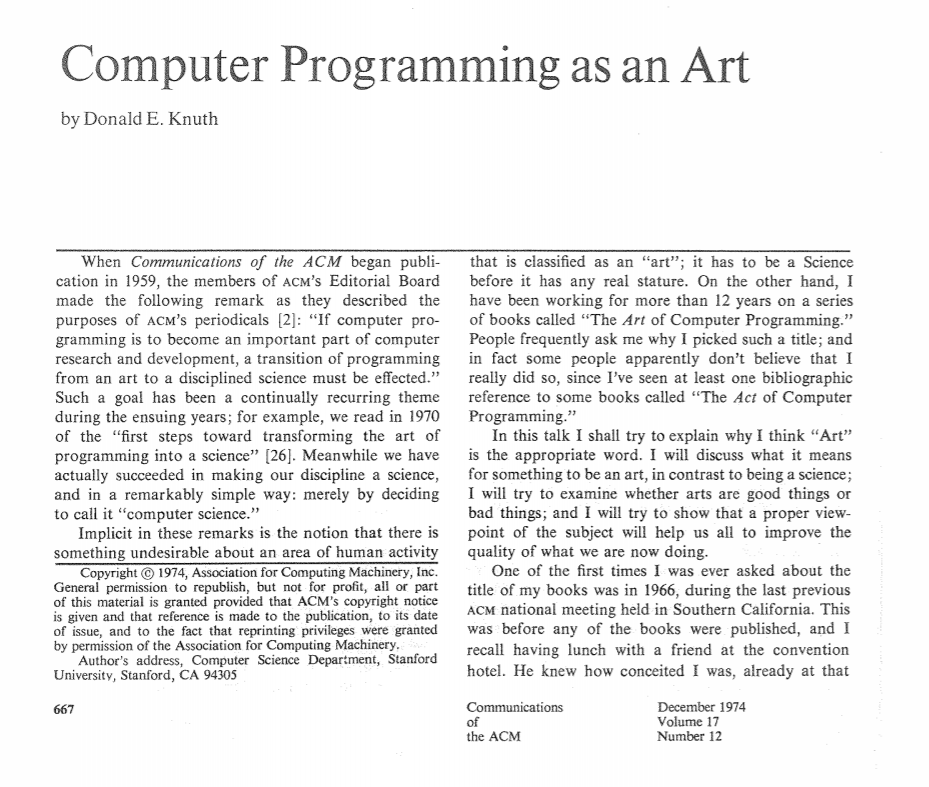 Computer Programming as an Art
by Donald E. Knuth
When Communications of the ACM began publi-
cation in 1959, the members of ACM's Editorial Board
made the following remark as they described the
purposes of ACM's periodicals [2]: “If computer pro-
gramming is to become an important part of computer
research and development, a transition of programming
from an art to a disciplined science must be effected.”
Such a goal has been a continually recurring theme
during the ensuing years; for example, we read in 1970
of the “first steps toward transforming the art of
programming into a science” [26]. Meanwhile we have
actually succeeded in making our discipline a science,
and in a remarkably simple way: merely by deciding
to call it “computer science.”
Implicit in these remarks is the notion that there is
something undesirable about an area of human activity
Copyright © 1974, Association for Computing Machinery, Inc.
General permission to republish, but not for profit, all or part
of this material is granted provided that ACM's copyright notice
is given and that reference is made to the publication, to its date
of issue, and to the fact that reprinting privileges were granted
by permission of the Association for Computing Machinery.
Author's address, Computer Science Department, Stanford
University, Stanford, CA 94305
that is classified as an “art”; it has to be a Science
before it has any real stature. On the other hand, I
have been working for more than 12 years on a series
of books called “The Art of Computer Programming.”
People frequently ask me why I picked such a title; and
in fact some people apparently don't believe that I
really did so, since I've seen at least one bibliographic
reference to some books called “The Act of Computer
Programming.”
In this talk I shall try to explain why I think “Art”
is the appropriate word. I will discuss what it means
for something to be an art, in contrast to being a science;
I will try to examine whether arts are good things or
bad things; and I will try to show that a proper view-
point of the subject will help us all to improve the
quality of what we are now doing.
One of the first times I was ever asked about the
title of my books was in 1966, during the last previous
ACM national meeting held in Southern California. This
was before any of the books were published, and I
recall having lunch with a friend at the convention
hotel. He knew how conceited I was, already at that
667
Communications
of
the ACM
December 1974
Volume 17
Number 12